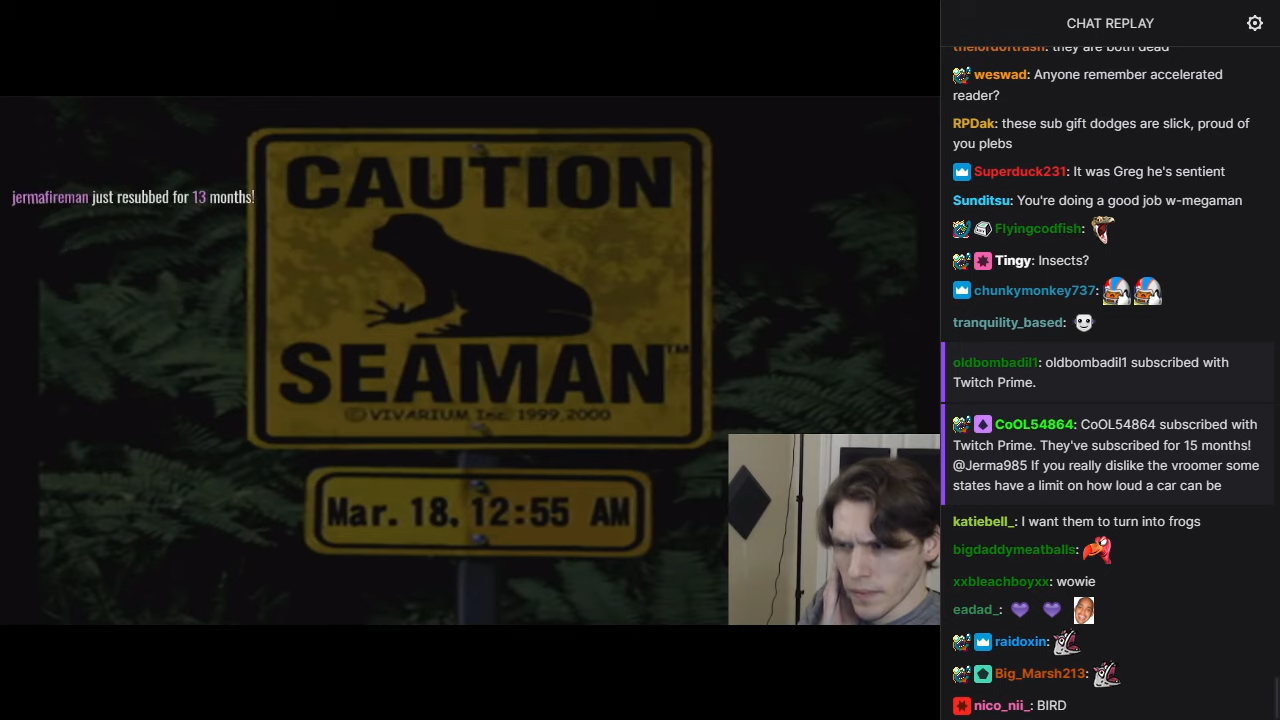 jermafireman just resubbed for 13 months!
CAUTION
SEAMAN™
© VIVARIUM Inc. 1999,2000
Mar. 18. 12:55 AM
CHAT REPLAY
thelordoftrash: they are both dead
weswad: Anyone remember accelerated
reader?
RPDak: these sub gift dodges are slick, proud of
you plebs
Superduck231: It was Greg he's sentient
Sunditsu: You're doing a good job w-megaman
Flyingcodfish:
Tingy: Insects?
chunkymonkey737:
tranquility_based:
oldbombadil1: oldbombadil1 subscribed with
Twitch Prime.
CoOL54864: CoOL54864 subscribed with
Twitch Prime. They've subscribed for 15 months!
@Jerma985 If you really dislike the vroomer some
states have a limit on how loud a car can be
katiebell_: I want them to turn into frogs
bigdaddymeatballs:
xxbleachboyxx: wowie
eadad_:
raidoxin:
Big_Marsh213:
nico_nii_: BIRD